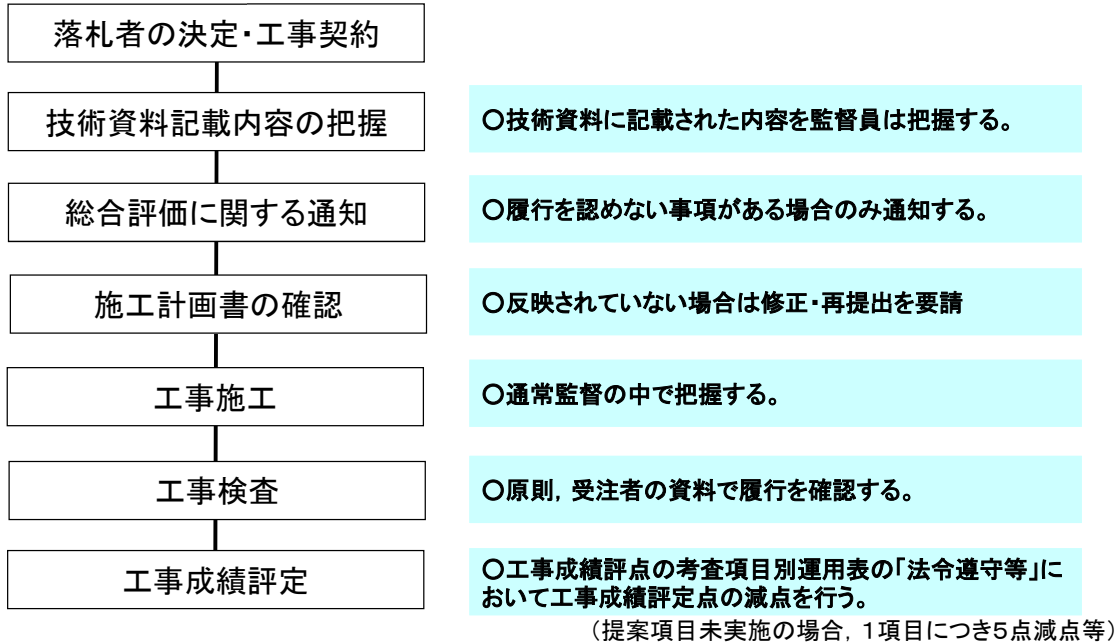 落札者の決定・工事契約
技術資料記載内容の把握
○技術資料に記載された内容を監督員は把握する。
総合評価に関する通知
○履行を認めない事項がある場合のみ通知する。
施工計画書の確認
○反映されていない場合は修正・再提出を要請
工事施工
○通常監督の中で把握する。
工事検査
○原則，受注者の資料で履行を確認する。
工事成績評定
○工事成績評点の考査項目別運用表の「法令遵守等」に
おいて工事成績評定点の減点を行う。
（提案項目未実施の場合，１項目につき５点減点等）